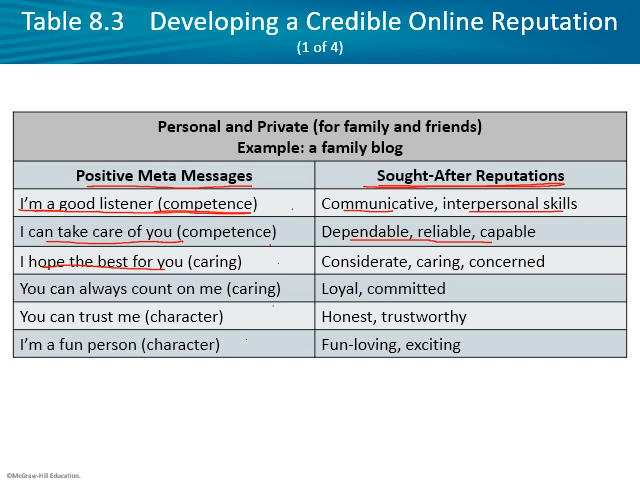 Table 8.3 Developing a Credible Online Reputation
(1 of 4)
Personal and Private (for family and friends)
Example: a family blog
Positive Meta Messages Sought-After Reputations
I’m a good listener (competence) Communicative, interpersonal skills
I can take care of you (competence) Dependable, reliable, capable
I hope the best for you (caring) Considerate, caring, concerned
You can always count on me (caring) Loyal, committed
You can trust me (character) Honest, trustworthy
I’m a fun person (character) Fun-loving, exciting
©McGraw-Hill Education.